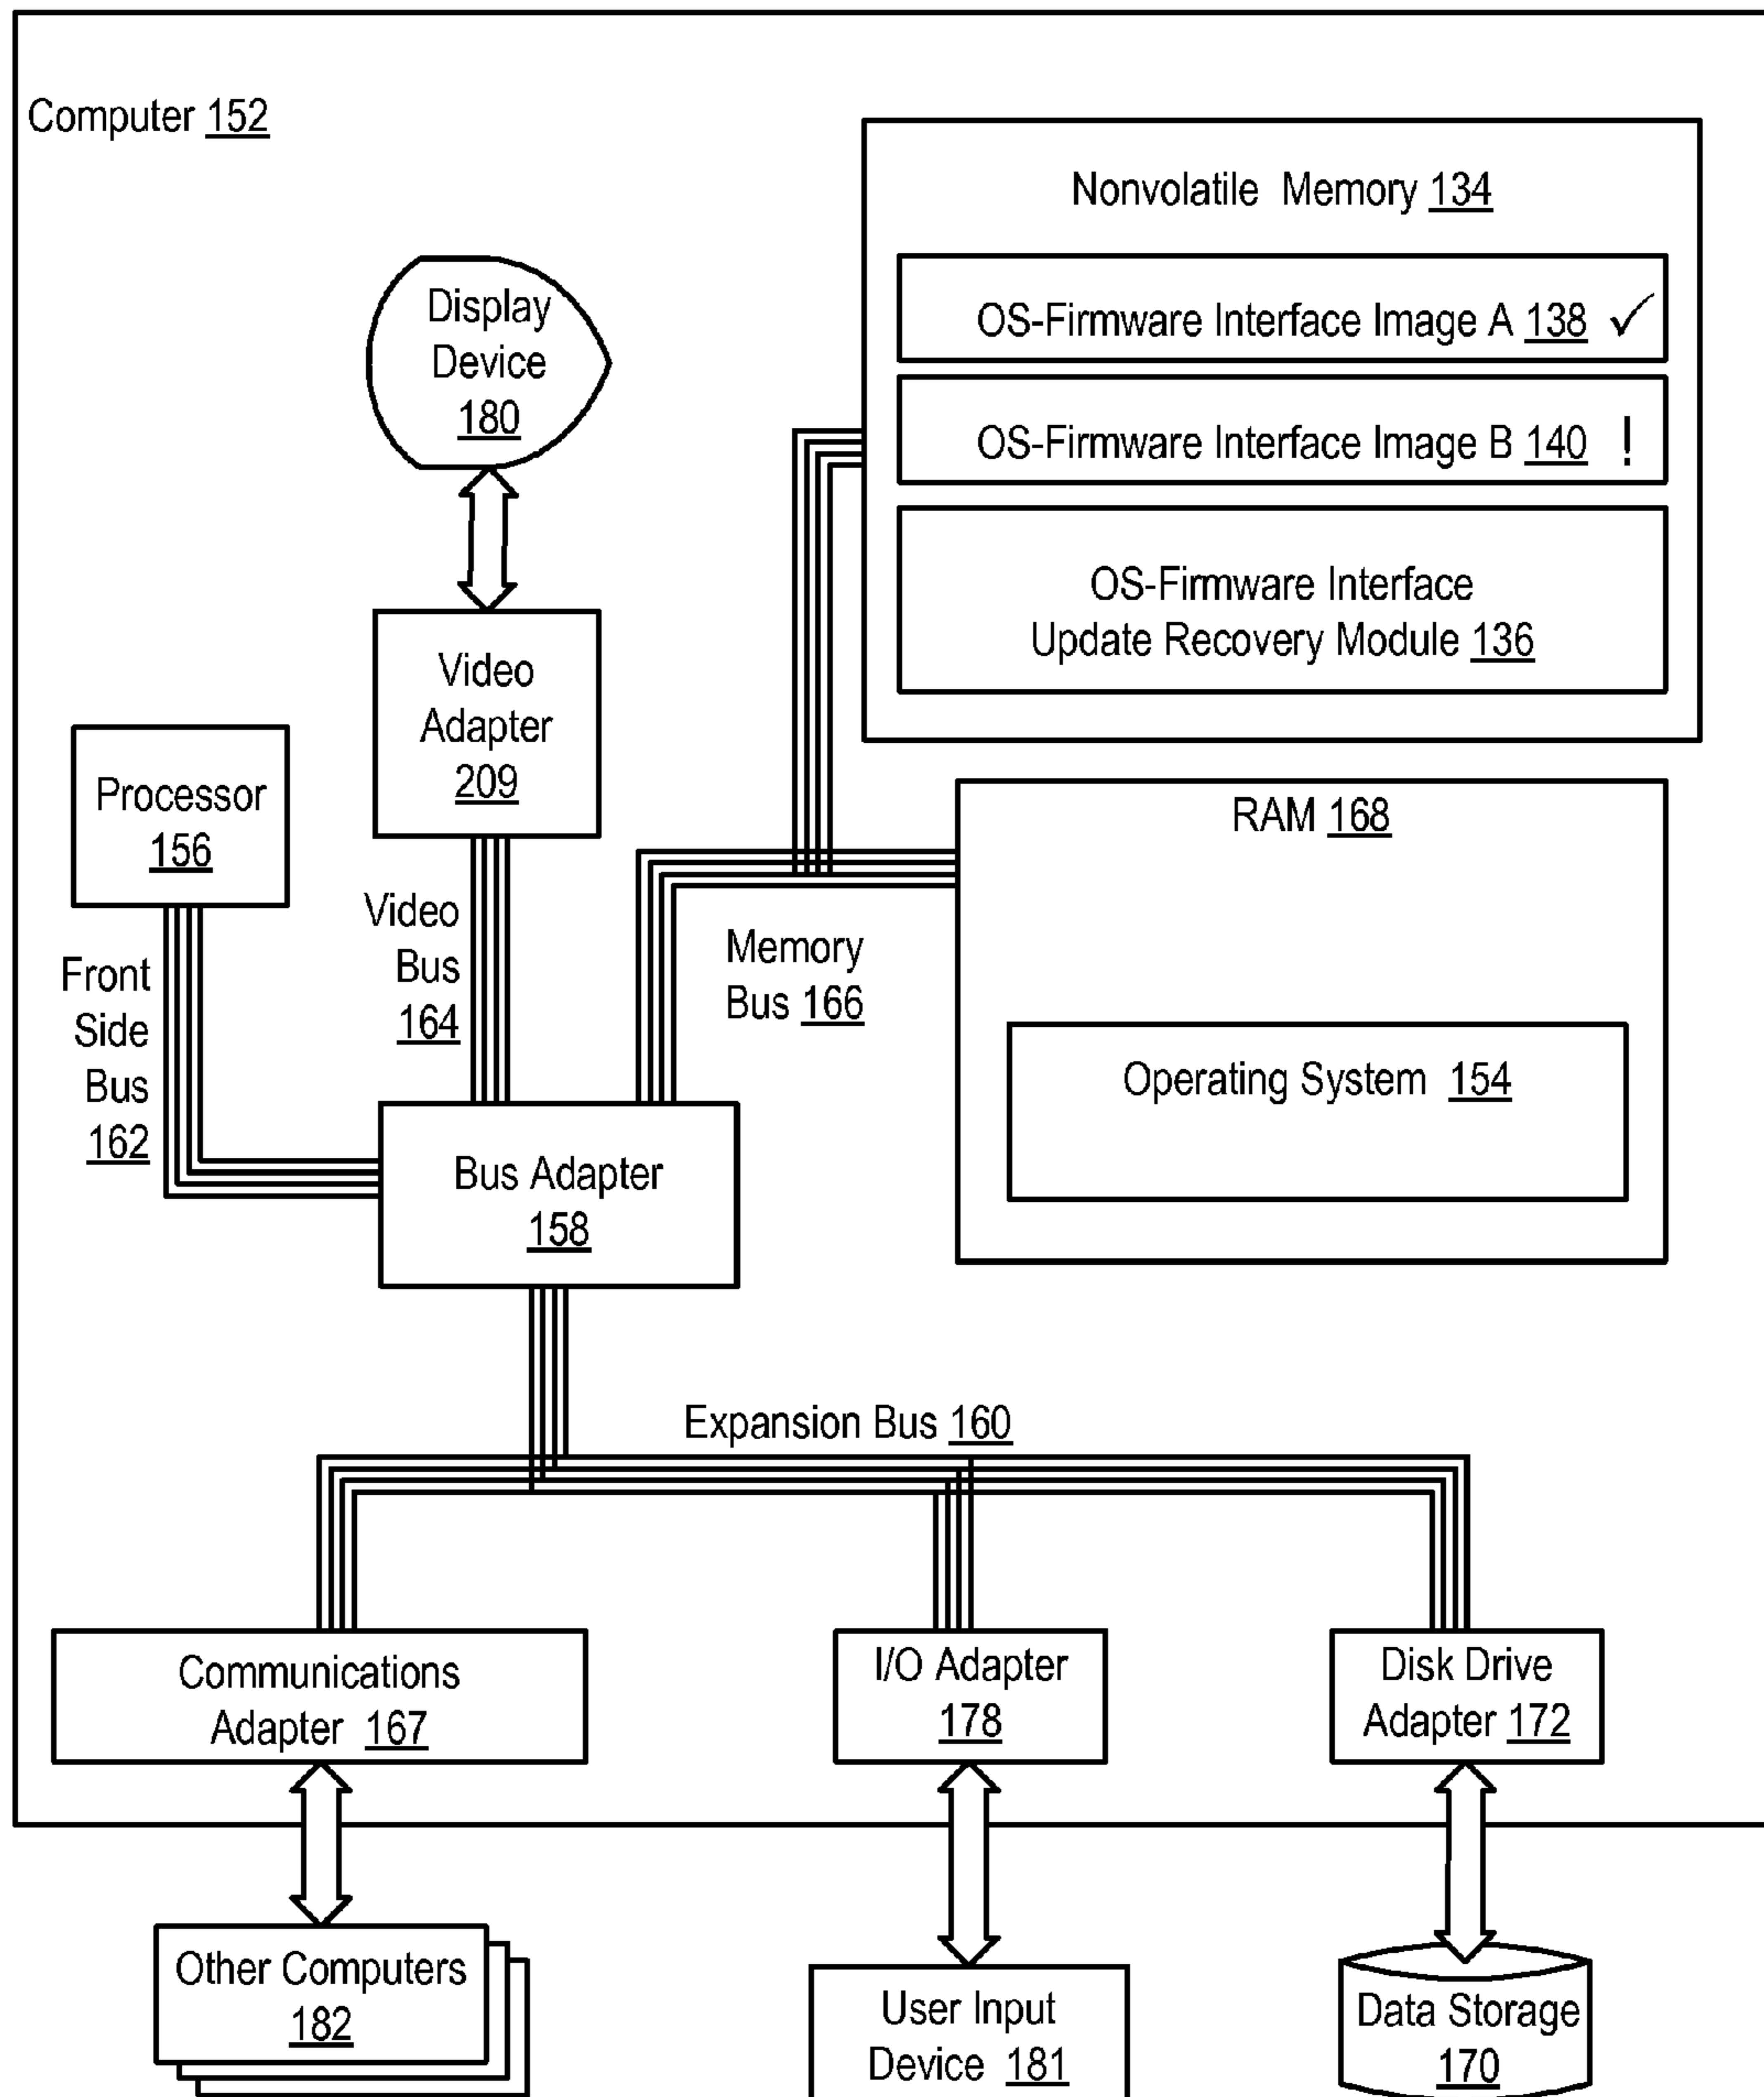 Computer 152
Nonvolatile Memory 134
OS-Firmware Interface Image A 138 ✓
OS-Firmware Interface Image B 140 !
OS-Firmware Interface
Update Recovery Module 136
Display
Device
180
Video
Adapter
209
Processor
156
RAM 168
Operating System 154
Front
Side
Bus
162
Video
Bus
164
Memory
Bus 166
Bus Adapter
158
Expansion Bus 160
Communications
Adapter 167
I/O Adapter
178
Disk Drive
Adapter 172
Other Computers
182
User Input
Device 181
Data Storage
170